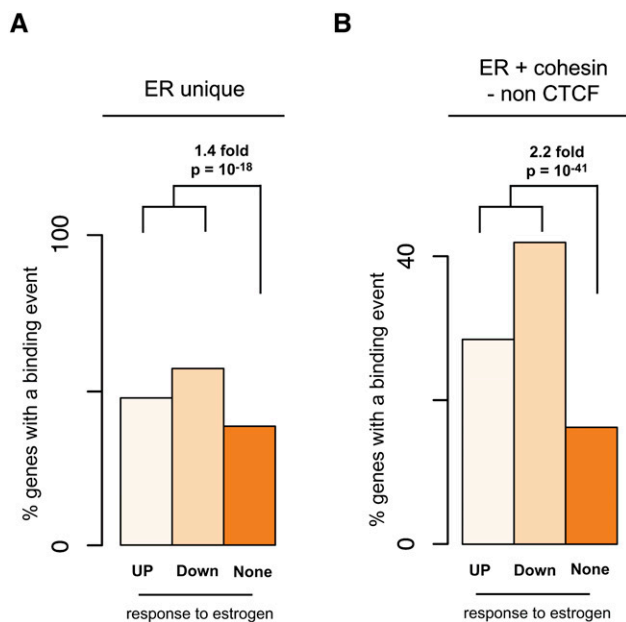 A
ER unique
1.4 fold
p = 10-18
% genes with a binding event
100
0
UP Down None
response to estrogen
B
ER + cohesin
- non CTCF
2.2 fold
p = 10-41
% genes with a binding event
40
0
UP Down None
response to estrogen